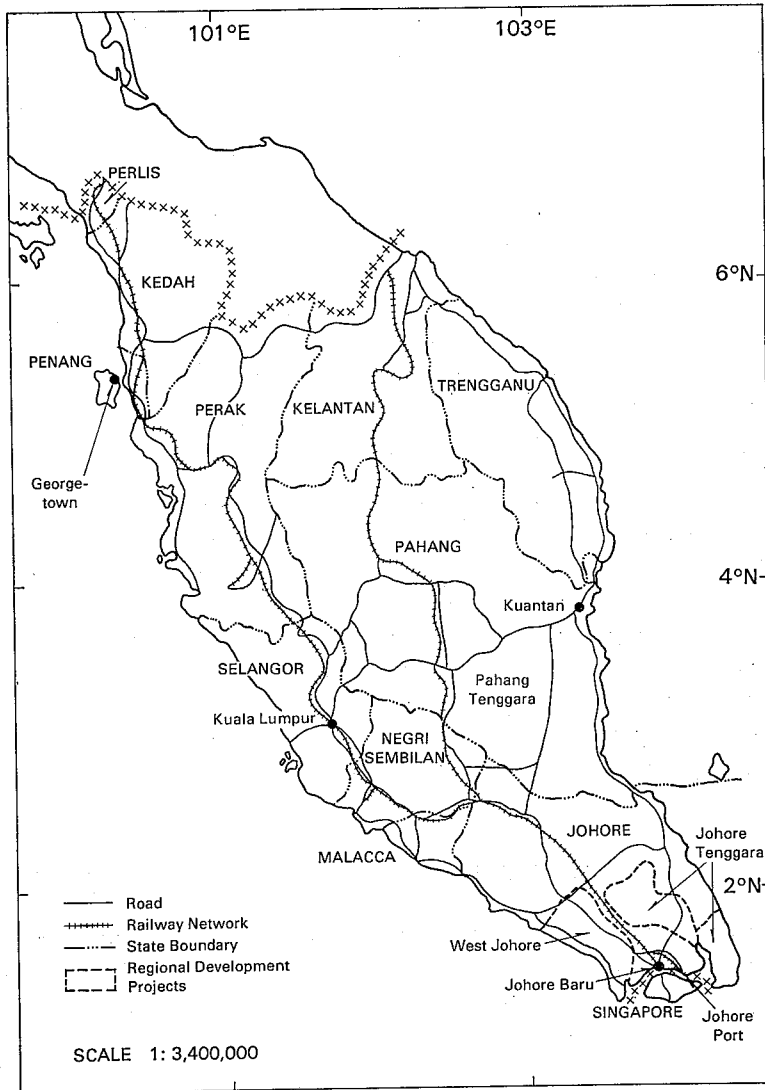 101°E
103°E
PERLIS
6°N
KEDAH
PENANG
TRENGGANU
PERAK
KELANTAN
George-
town
PAHANG
4°N
Kuantan
SELANGOR
Pahang
Tenggara
Kuala Lumpur
NEGRI
SEMBILAN
JOHORE
Johore
Tenggara
MALACCA
2°N
Road
Railway Network
State Boundary
Regional Development
Projects
West Johore
Johore Baru
SINGAPORE
Johore
Port
SCALE 1: 3,400,000